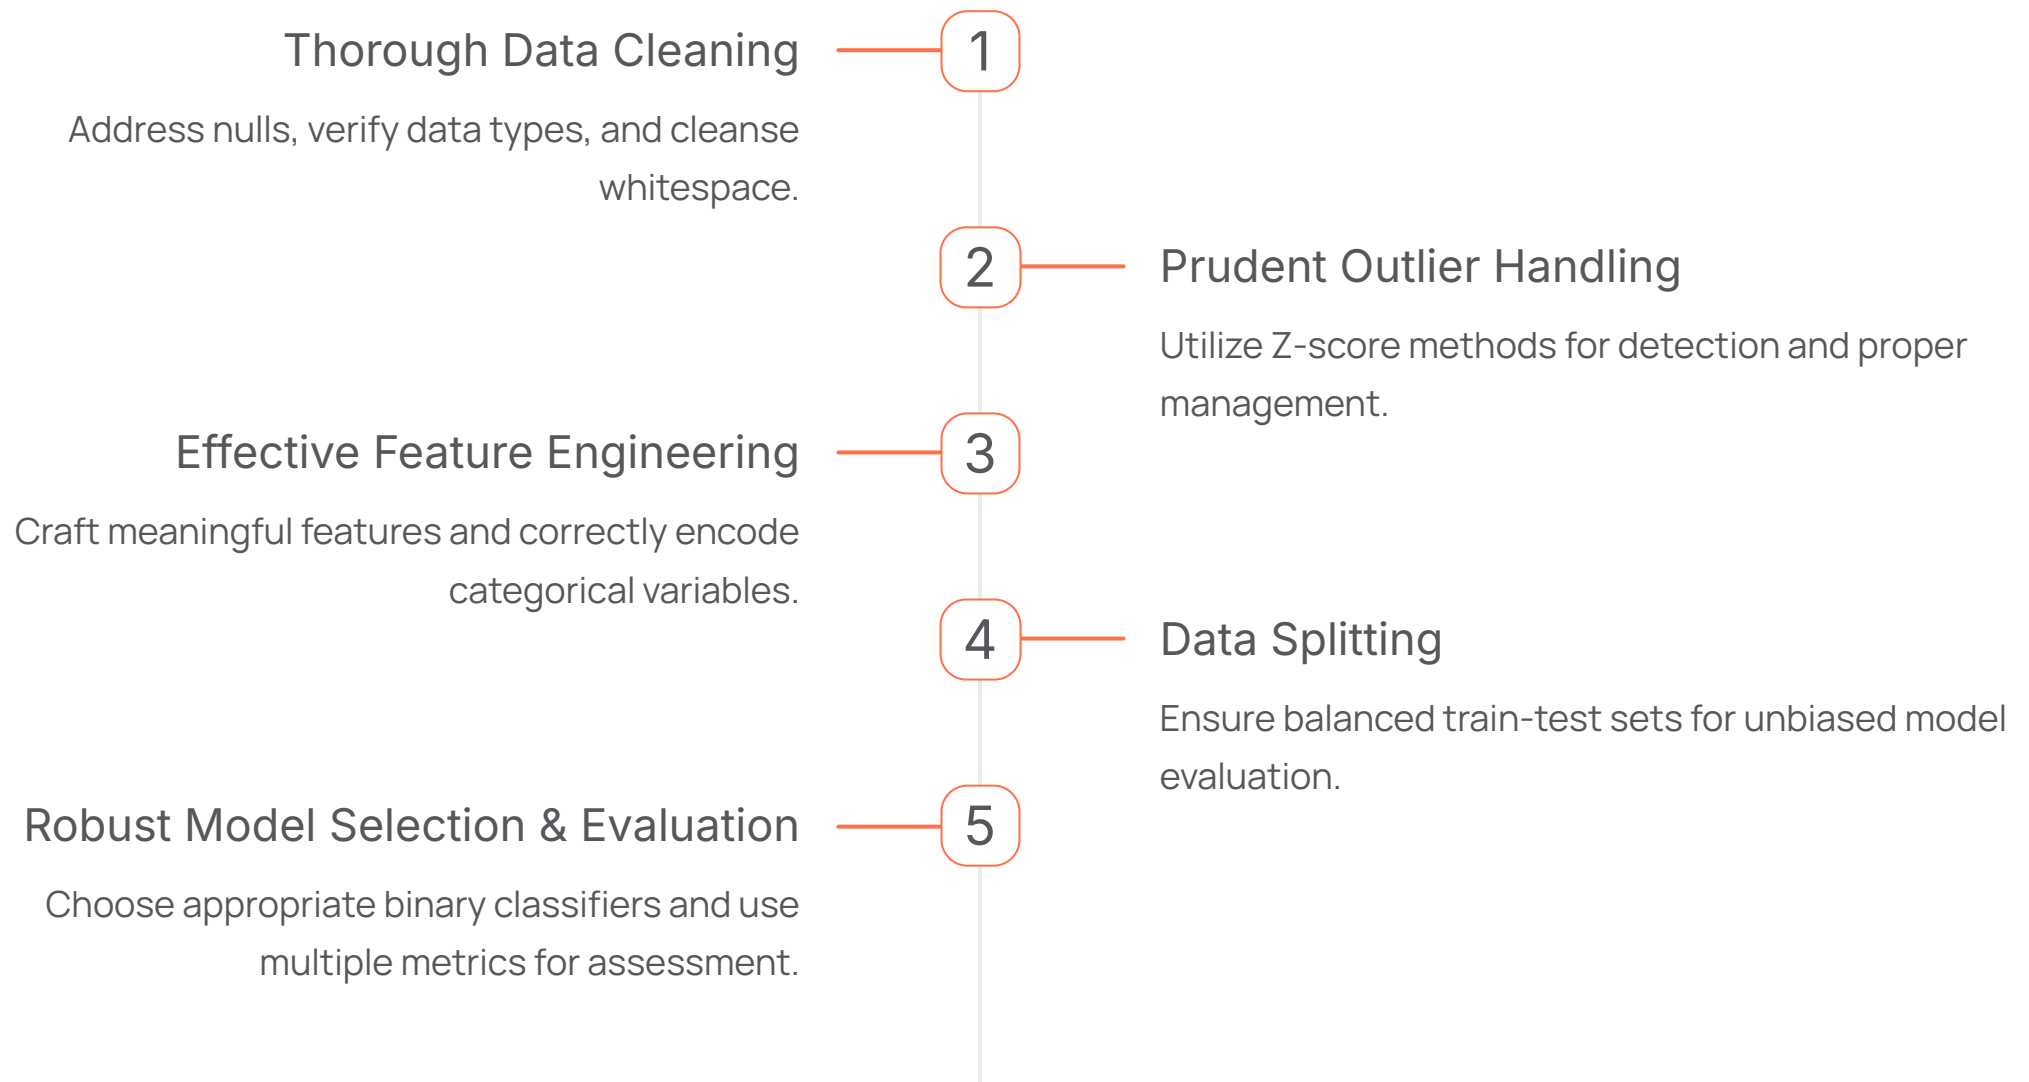 Thorough Data Cleaning
1
Address nulls, verify data types, and cleanse
whitespace.
2
Prudent Outlier Handling
Utilize Z-score methods for detection and proper
management.
Effective Feature Engineering
3
Craft meaningful features and correctly encode
categorical variables.
4
Data Splitting
Ensure balanced train-test sets for unbiased model
evaluation.
Robust Model Selection & Evaluation
5
Choose appropriate binary classifiers and use
multiple metrics for assessment.